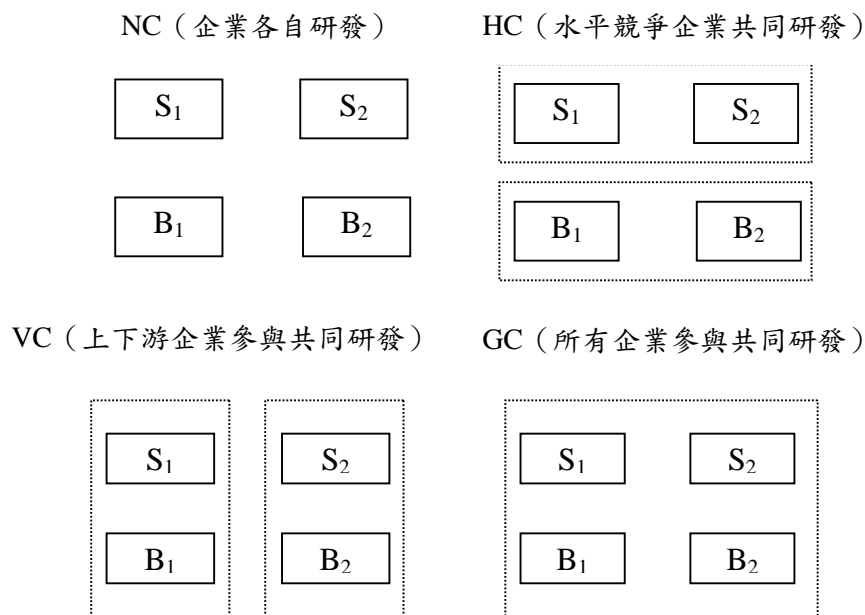 NC（企業各自研發）
S₁ S₂
B₁ B₂
HC（水平競爭企業共同研發）
S₁ S₂
B₁ B₂
VC（上下游企業參與共同研發）
S₁ S₂
B₁ B₂
GC（所有企業參與共同研發）
S₁ S₂
B₁ B₂